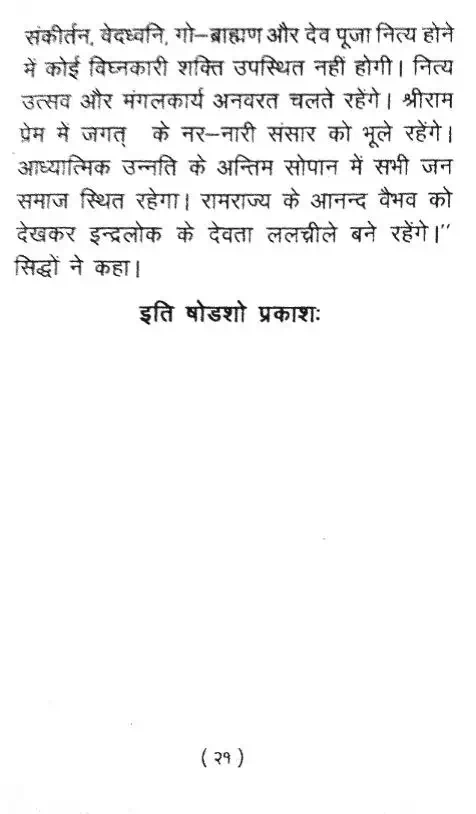 संकीर्तन, वेदध्वनि, गो–ब्राह्मण और देव पूजा नित्य होने
में कोई विघ्नकारी शक्ति उपस्थित नहीं होगी। नित्य
उत्सव और मंगलकार्य अनवरत चलते रहेंगे। श्रीराम
प्रेम में जगत् के नर–नारी संसार को भूले रहेंगे।
आध्यात्मिक उन्नति के अन्तिम सोपान में सभी जन
समाज स्थित रहेगा। रामराज्य के आनन्द वैभव को
देखकर इन्द्रलोक के देवता ललचीले बने रहेंगे।”
सिद्धों ने कहा।
इति षोडशो प्रकाशः
( २१ )